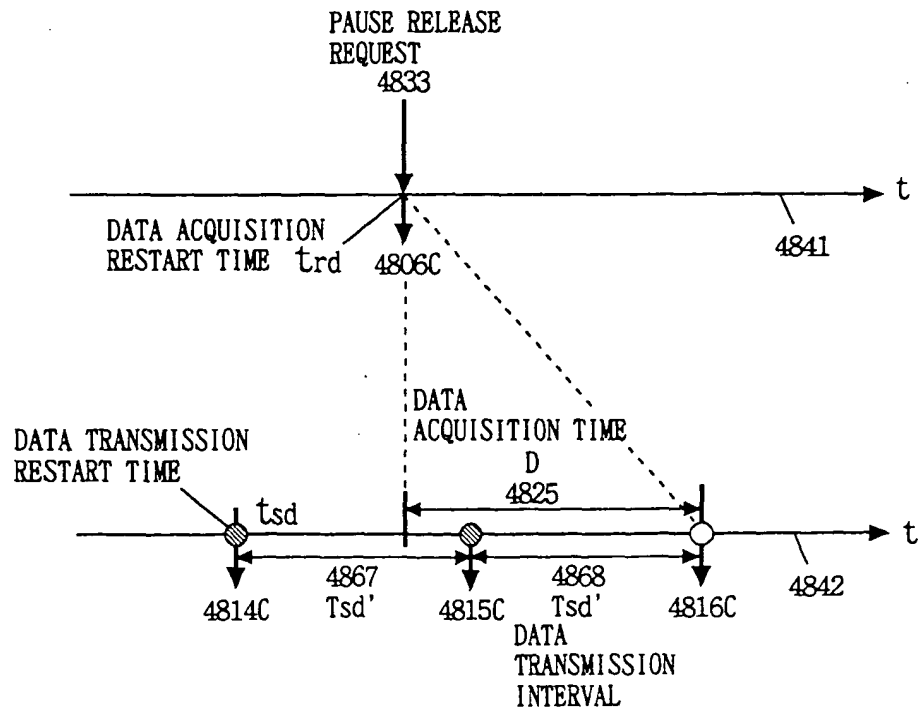 PAUSE RELEASE
REQUEST
4833
t
DATA ACQUISITION
RESTART TIME trd
4806C
4841
DATA
ACQUISITION TIME
D
4825
DATA TRANSMISSION
RESTART TIME
tsd
t
4867
Tsd'
4868
Tsd'
4842
4814C
4815C
4816C
DATA
TRANSMISSION
INTERVAL